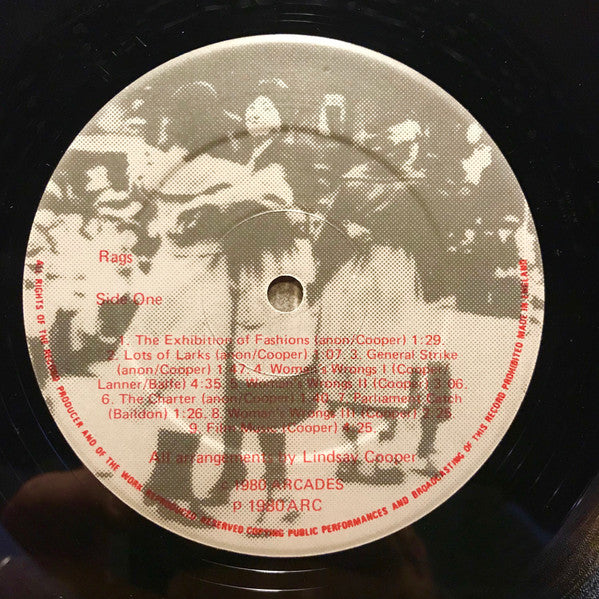 Rags
Side One
1. The Exhibition of Fashions (anon/Cooper) 1:29.
2. Lots of Larks (anon/Cooper) :07. 3. General Strike
(anon/Cooper) 1:47. 4. Women's Wrongs I (Cooper
Lanner/Balfe) 4:35. 5. Women's Wrongs II (Cooper) 3:06.
6. The Charter (anon/Cooper) 1:40. 7. Parliament Catch
(Baildon) 1:26. 8. Woman's Wrongs III (Cooper) 2:28.
9. Film Music (Cooper) 4:25.
All arrangements by Lindsay Cooper
c 1980 ARCADES
p 1980 ARC
ALL RIGHTS OF THE RECORD PRODUCER AND OF THE WORK REPRODUCED RESERVED COPYING PUBLIC PERFORMANCES AND BROADCASTING OF THIS RECORD PROHIBITED MADE IN ENGLAND